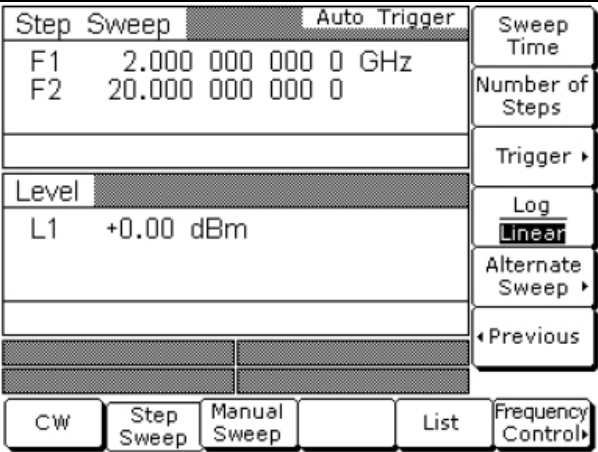 Step Sweep
Auto Trigger
F1 2.000 000 000 0 GHz
F2 20.000 000 000 0
Level
L1 +0.00 dBm
Sweep
Time
Number of
Steps
Trigger
Log
Linear
Alternate
Sweep
Previous
CW
Step
Sweep
Manual
Sweep
List
Frequency
Control